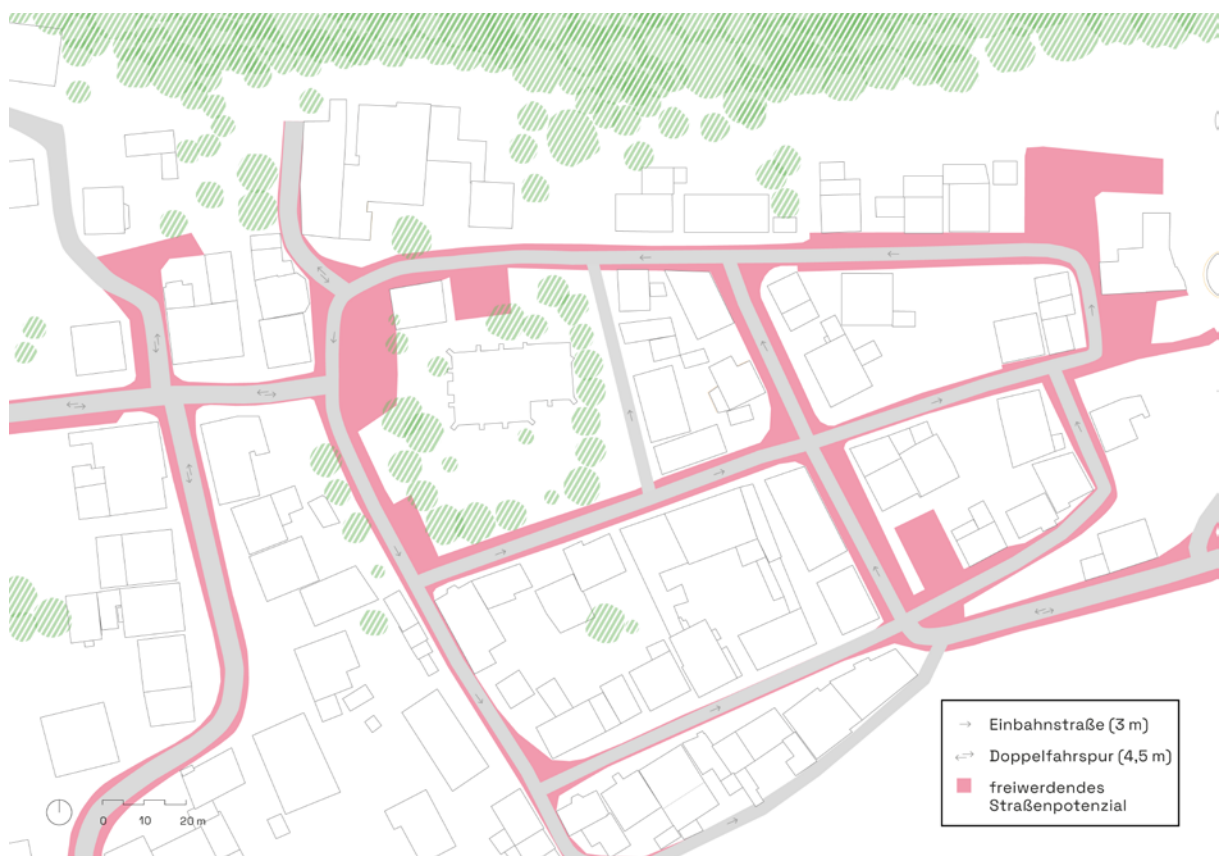 Einbahnstraße (3 m)
Doppelfahrspur (4,5 m)
freiwerdendes
Straßenpotenzial
0 10 20 m